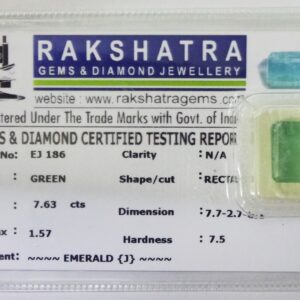 RAKSHATRA
GEMS & DIAMOND JEWELLERY
website : www.rakshatragems.com
tered Under The Trade Marks with Govt. of Ind
S & DIAMOND CERTIFIED TESTING REPOR
No : EJ 186 Clarity : N/A
: GREEN Shape/cut : RECTA
: 7.63 cts Dimension : 7.7-2.7-
: 1.57 Hardness : 7.5
ent: ~~~~ EMERALD {J} ~~~~